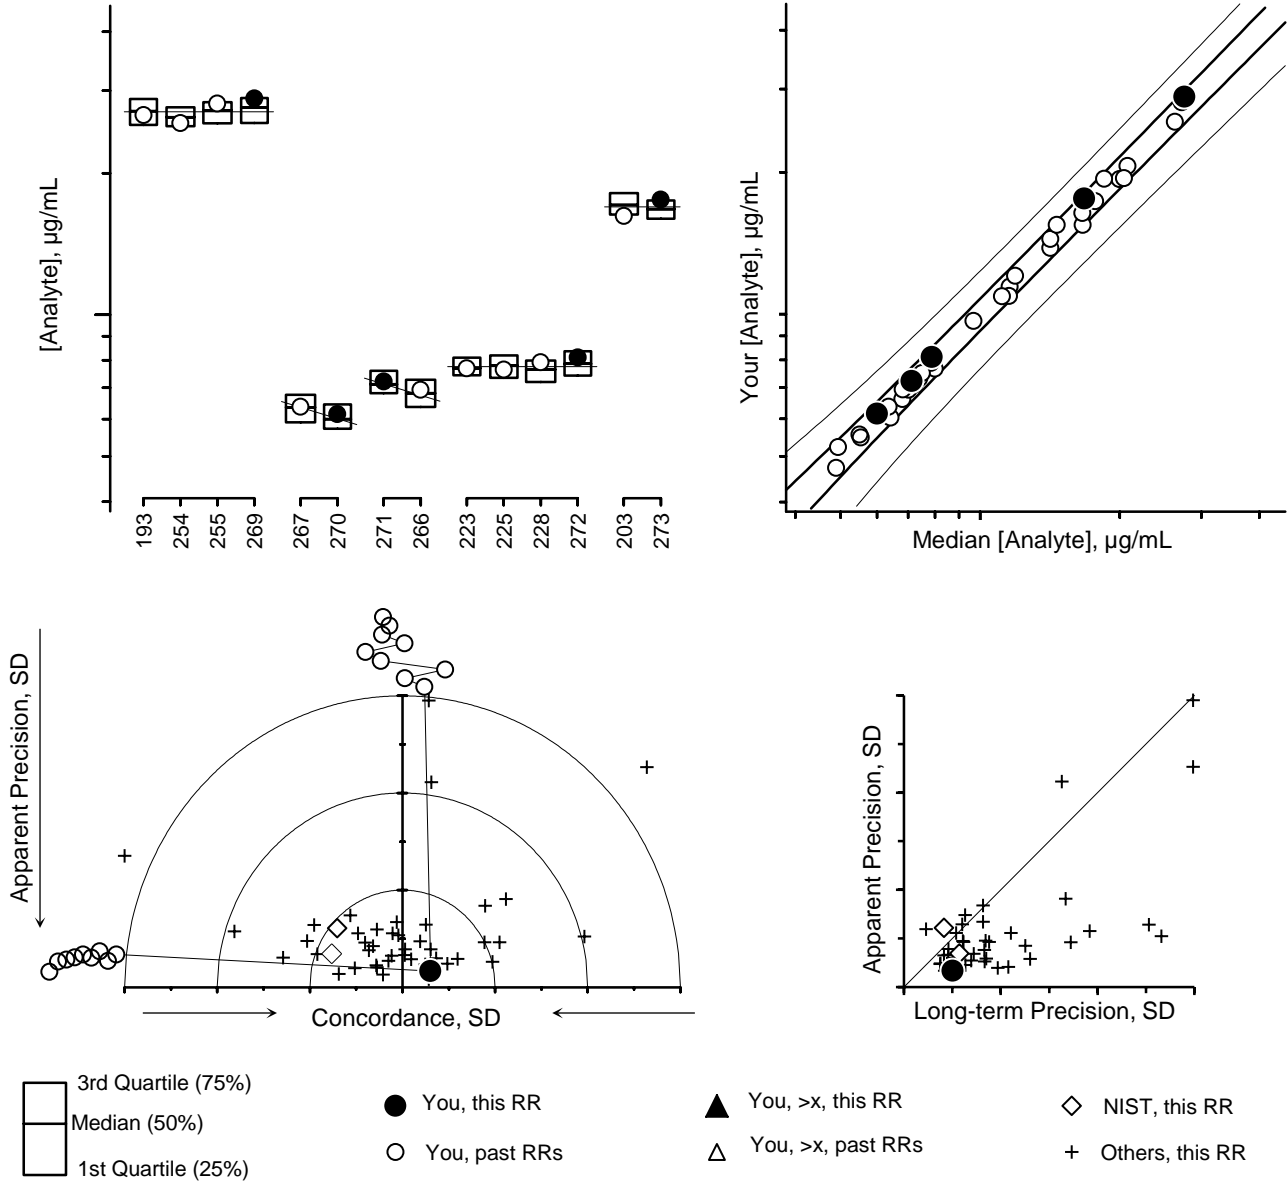 [Analyte], µg/mL
193
254
255
269
267
270
271
266
223
225
228
272
203
273
Your [Analyte], µg/mL
Median [Analyte], µg/mL
Apparent Precision, SD
Concordance, SD
Apparent Precision, SD
Long-term Precision, SD
3rd Quartile (75%)
Median (50%)
1st Quartile (25%)
You, this RR
You, past RRs
You, >x, this RR
You, >x, past RRs
NIST, this RR
Others, this RR